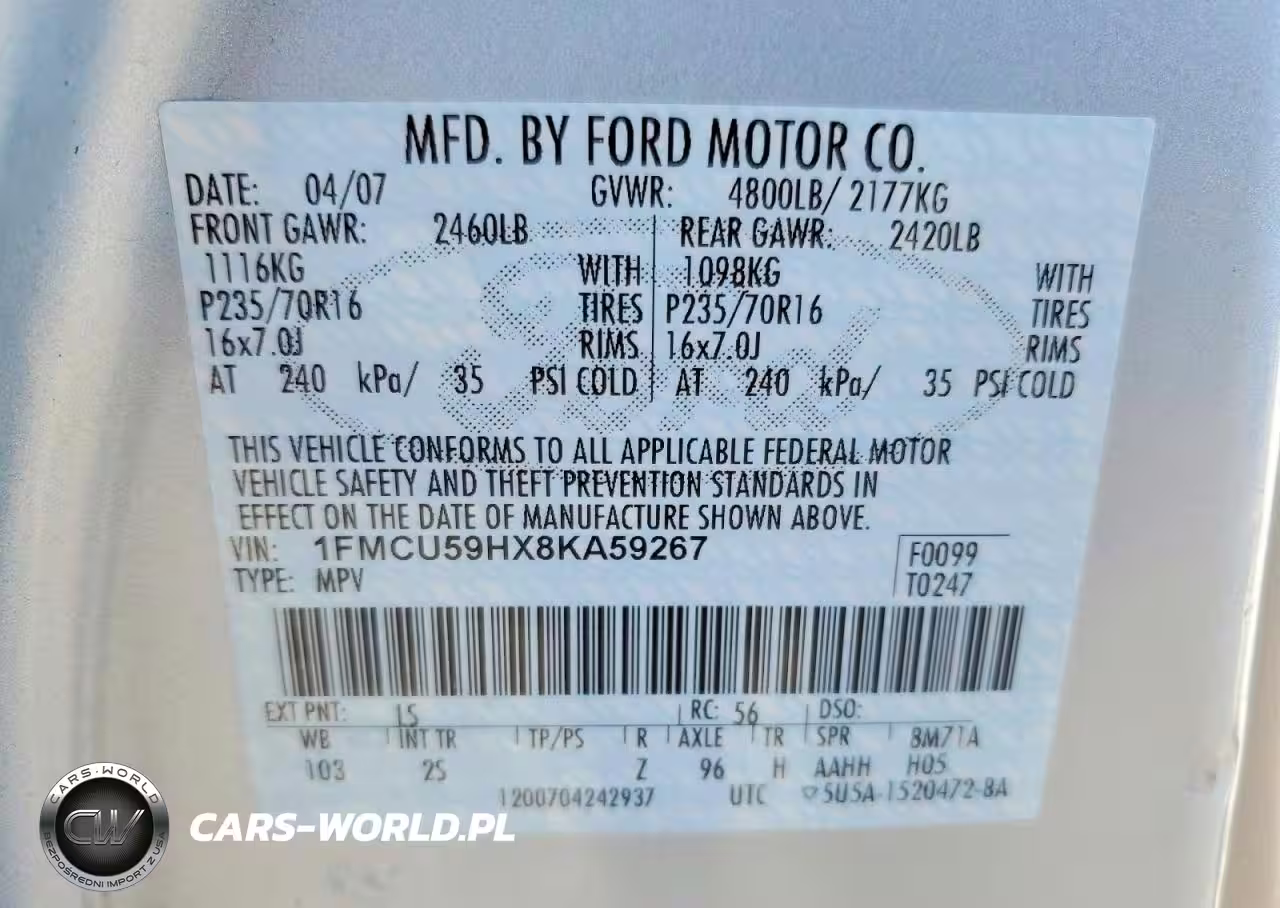 MFD. BY FORD MOTOR CO.
DATE: 04/07 GVWR: 4800LB/ 2177KG
FRONT GAWR: 2460LB REAR GAWR: 2420LB
1116KG WITH 1098KG WITH
P235/70R16 TIRES P235/70R16 TIRES
16x7.0J RIMS 16x7.0J RIMS
AT 240 kPa/ 35 PSI COLD AT 240 kPa/ 35 PSI COLD
THIS VEHICLE CONFORMS TO ALL APPLICABLE FEDERAL MOTOR
VEHICLE SAFETY AND THEFT PREVENTION STANDARDS IN
EFFECT ON THE DATE OF MANUFACTURE SHOWN ABOVE.
VIN: 1FMCU59HX8KA59267 F0099
TYPE: MPV T0247
EXT PNT: RC: 56 DSO:
WB INT TR TP/PS R AXLE TR SPR 8M71A
103 2S Z 96 H AAHH H05
1200704242937 UTC 5U5A-1520472-8A
CARS-WORLD
CW
BEZPOŚREDNI IMPORT Z USA
CARS-WORLD.PL